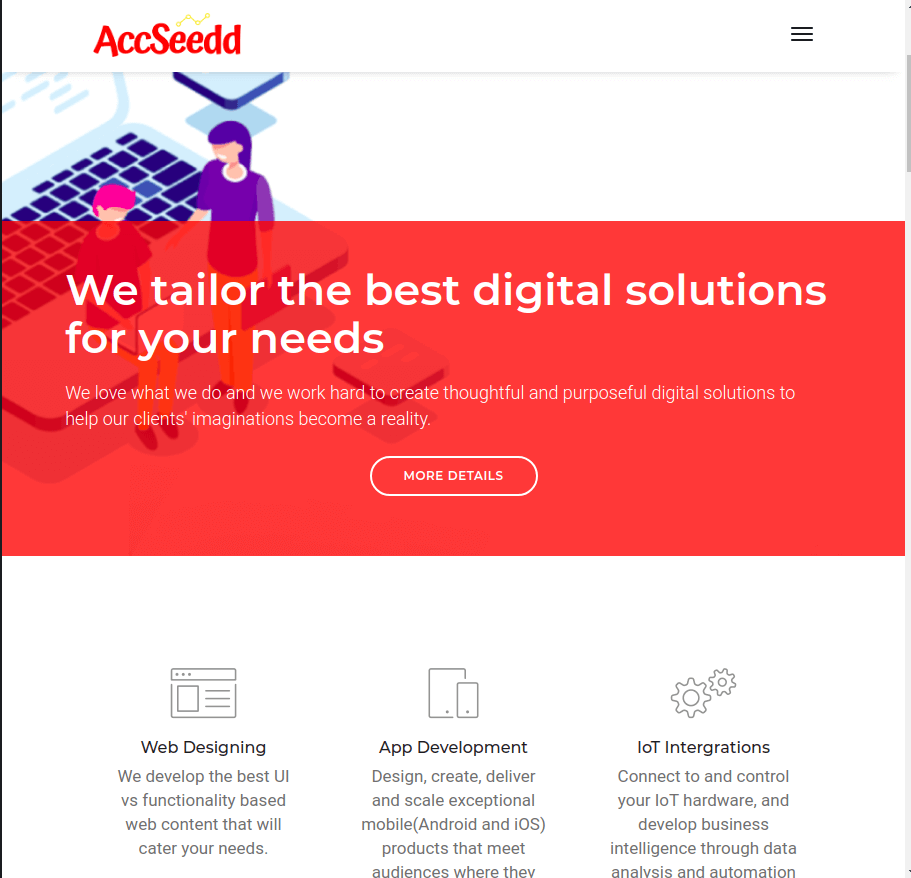 AccSeedd
We tailor the best digital solutions
for your needs
We love what we do and we work hard to create thoughtful and purposeful digital solutions to
help our clients' imaginations become a reality.
MORE DETAILS
Web Designing
We develop the best UI
vs functionality based
web content that will
cater your needs.
App Development
Design, create, deliver
and scale exceptional
mobile(Android and iOS)
products that meet
audiences where they
IoT Intergrations
Connect to and control
your IoT hardware, and
develop business
intelligence through data
analysis and automation